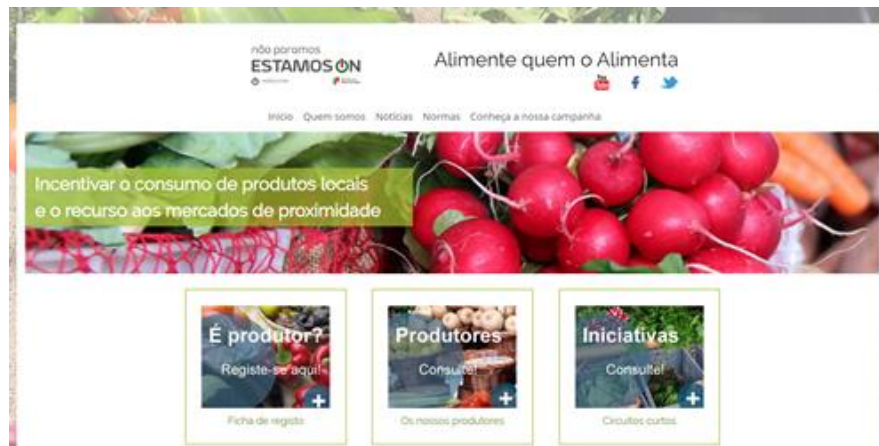 não paramos
ESTAMOS ON
Alimente quem o Alimenta
You
Início Quem somos Notícias Normas Conheça a nossa campanha
Incentivar o consumo de produtos locais
e o recurso aos mercados de proximidade
É produtor?
Registe-se aqui!
Ficha de registo
Produtores
Consulte!
Os nossos produtores
Iniciativas
Consulte!
Circuitos curtos